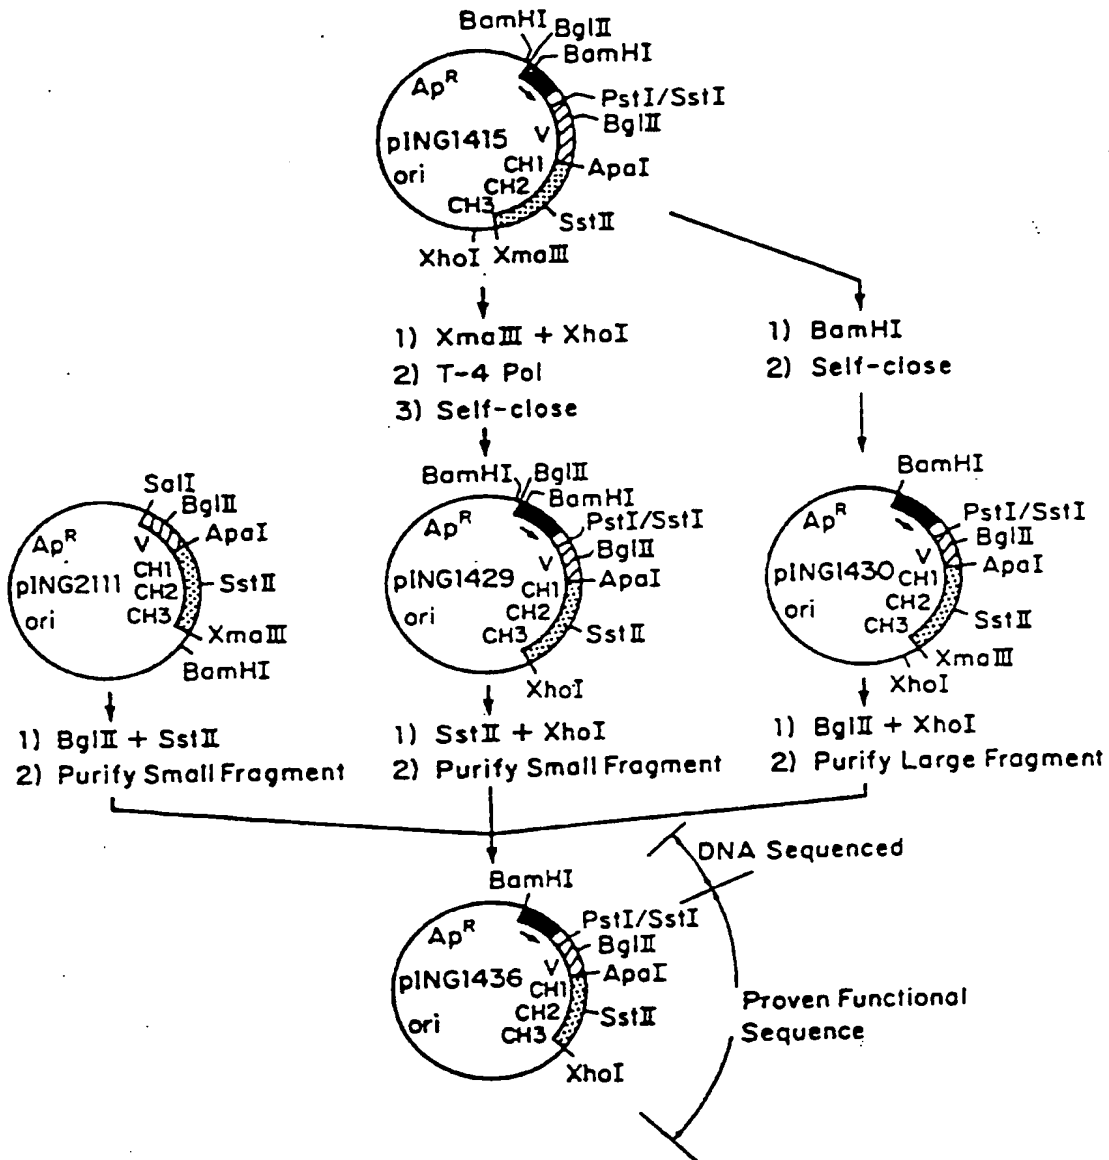 BamHI
BglII
BamHI
Ap^R
PstI/SstI
BglII
pING1415
V
ori
CH1
ApaI
CH2
CH3
SstII
XhoI XmaIII
1) XmaIII + XhoI
2) T-4 Pol
3) Self-close
1) BamHI
2) Self-close
SalI
BglII
ApaI
Ap^R
V
CH1
pING2111
CH2
SstII
ori
CH3
XmaIII
BamHI
1) BglII + SstII
2) Purify Small Fragment
BamHI
BglII
BamHI
Ap^R
PstI/SstI
V
BglII
pING1429
CH1
ApaI
ori
CH2
CH3
SstII
XhoI
1) SstII + XhoI
2) Purify Small Fragment
BamHI
Ap^R
PstI/SstI
V
BglII
pING1430
CH1
ApaI
ori
CH2
CH3
SstII
XmaIII
XhoI
1) BglII + XhoI
2) Purify Large Fragment
BamHI
Ap^R
PstI/SstI
BglII
V
ApaI
pING1436
CH1
ori
CH2
SstII
CH3
XhoI
DNA Sequenced
Proven Functional
Sequence